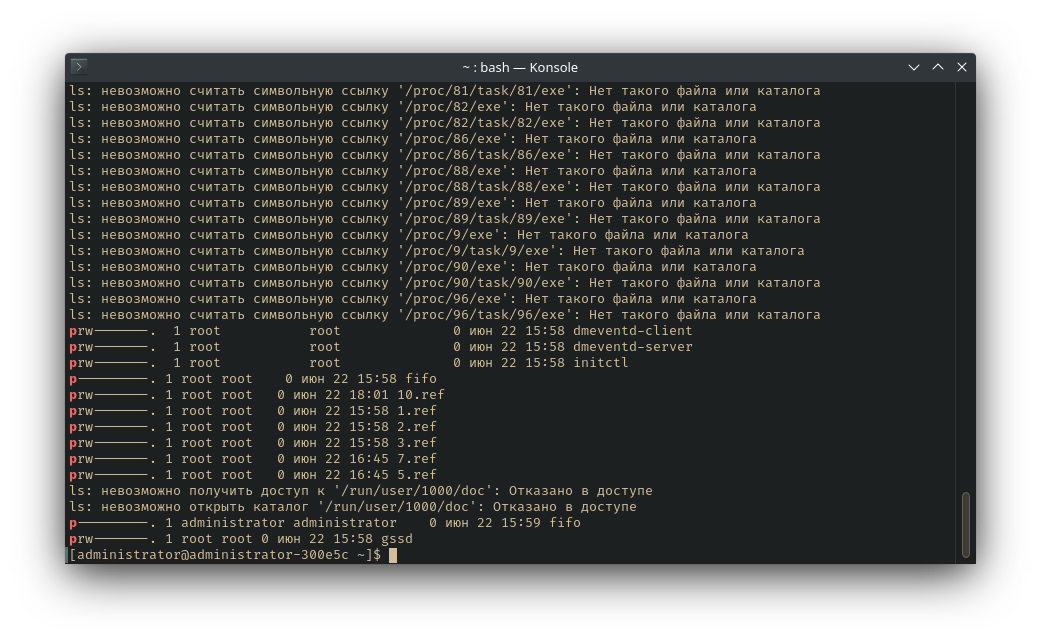 ~ : bash — Konsole
ls: невозможно считать символьную ссылку '/proc/81/task/81/exe': Нет такого файла или каталога
ls: невозможно считать символьную ссылку '/proc/82/exe': Нет такого файла или каталога
ls: невозможно считать символьную ссылку '/proc/82/task/82/exe': Нет такого файла или каталога
ls: невозможно считать символьную ссылку '/proc/86/exe': Нет такого файла или каталога
ls: невозможно считать символьную ссылку '/proc/86/task/86/exe': Нет такого файла или каталога
ls: невозможно считать символьную ссылку '/proc/88/exe': Нет такого файла или каталога
ls: невозможно считать символьную ссылку '/proc/88/task/88/exe': Нет такого файла или каталога
ls: невозможно считать символьную ссылку '/proc/89/exe': Нет такого файла или каталога
ls: невозможно считать символьную ссылку '/proc/89/task/89/exe': Нет такого файла или каталога
ls: невозможно считать символьную ссылку '/proc/9/exe': Нет такого файла или каталога
ls: невозможно считать символьную ссылку '/proc/9/task/9/exe': Нет такого файла или каталога
ls: невозможно считать символьную ссылку '/proc/90/exe': Нет такого файла или каталога
ls: невозможно считать символьную ссылку '/proc/90/task/90/exe': Нет такого файла или каталога
ls: невозможно считать символьную ссылку '/proc/96/exe': Нет такого файла или каталога
ls: невозможно считать символьную ссылку '/proc/96/task/96/exe': Нет такого файла или каталога
prw-------.  1 root           root              0 июн 22 15:58 dmeventd-client
prw-------.  1 root           root              0 июн 22 15:58 dmeventd-server
prw-------.  1 root           root              0 июн 22 15:58 initctl
p---------. 1 root root    0 июн 22 15:58 fifo
prw-------. 1 root root   0 июн 22 18:01 10.ref
prw-------. 1 root root   0 июн 22 15:58 1.ref
prw-------. 1 root root   0 июн 22 15:58 2.ref
prw-------. 1 root root   0 июн 22 15:58 3.ref
prw-------. 1 root root   0 июн 22 16:45 7.ref
prw-------. 1 root root   0 июн 22 16:45 5.ref
ls: невозможно получить доступ к '/run/user/1000/doc': Отказано в доступе
ls: невозможно открыть каталог '/run/user/1000/doc': Отказано в доступе
p---------. 1 administrator administrator    0 июн 22 15:59 fifo
prw-------. 1 root root 0 июн 22 15:58 gssd
[administrator@administrator-300e5c ~]$